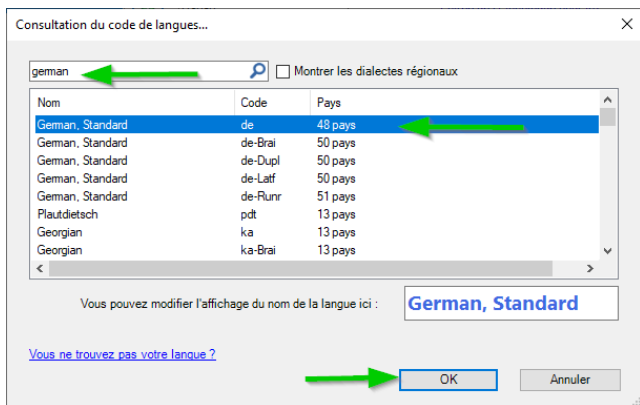 Consultation du code de langues...
german
Montrer les dialectes régionaux
Nom Code Pays
German, Standard de 48 pays
German, Standard de-Brai 50 pays
German, Standard de-Dupl 50 pays
German, Standard de-Latf 50 pays
German, Standard de-Runr 51 pays
Plautdietsch pdt 13 pays
Georgian ka 13 pays
Georgian ka-Brai 13 pays
Vous pouvez modifier l'affichage du nom de la langue ici : German, Standard
Vous ne trouvez pas votre langue ?
OK Annuler